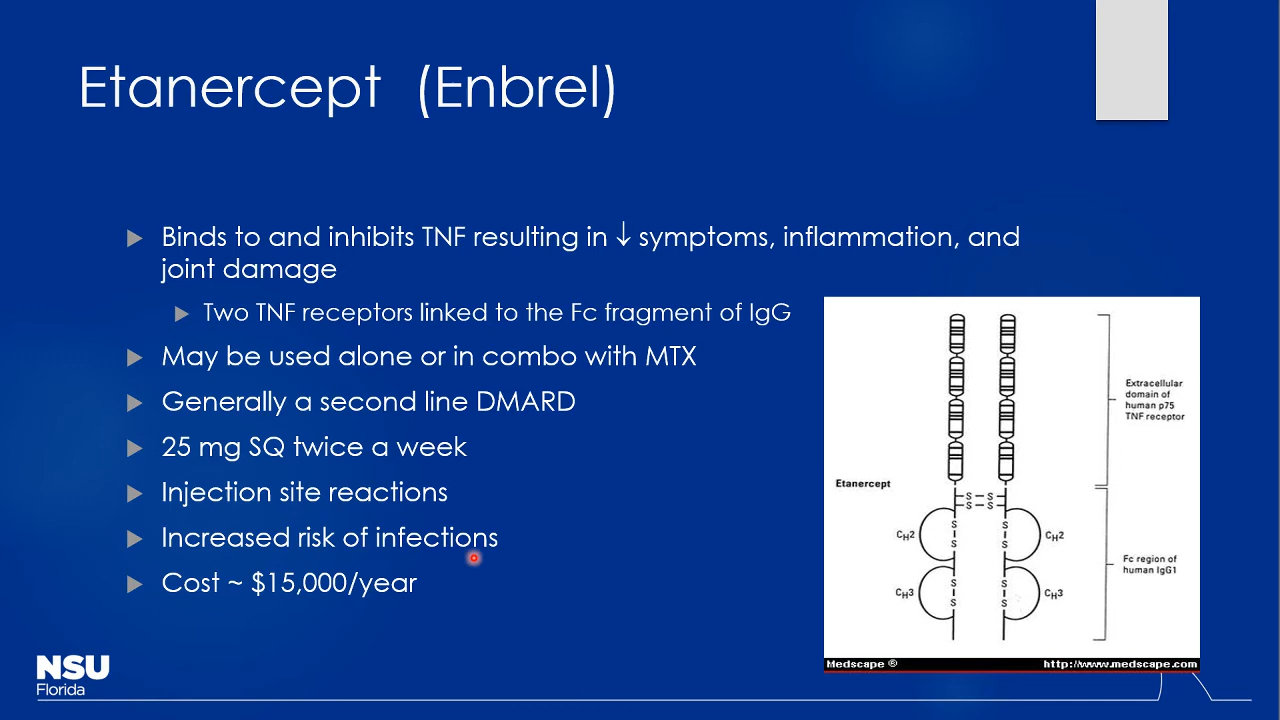 Etanercept (Enbrel)
Binds to and inhibits TNF resulting in ↓ symptoms, inflammation, and
joint damage
Two TNF receptors linked to the Fc fragment of IgG
May be used alone or in combo with MTX
Generally a second line DMARD
25 mg SQ twice a week
Injection site reactions
Increased risk of infections
Cost ~ $15,000/year
Extracellular
domain of
human p75
TNF receptor
Etanercept
S S
S S
S S
S S
CH2 CH2
Fc region of
human IgG1
S S
CH3 CH3
S S
Medscape ® http://www.medscape.com
NSU
Florida